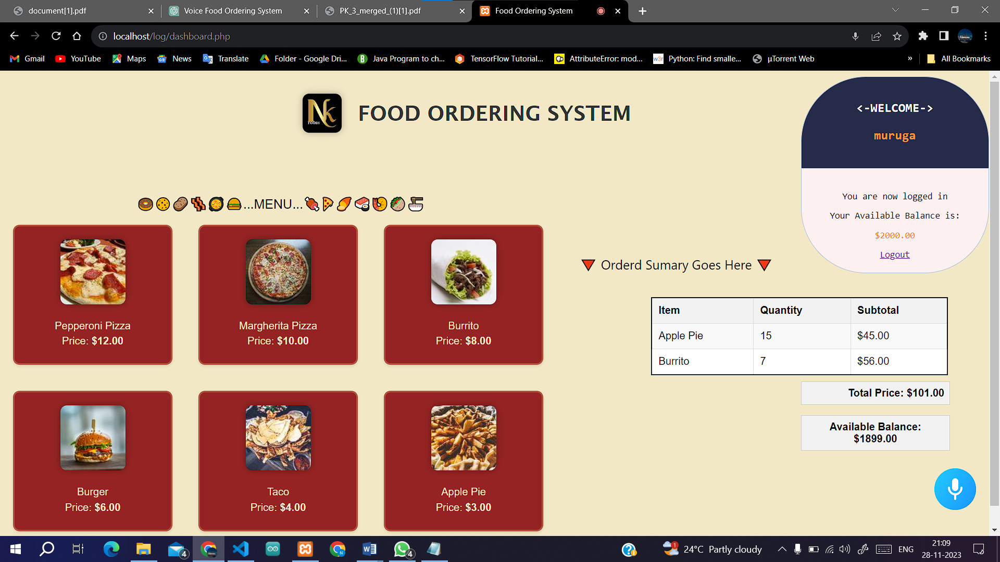 document[1].pdf
Voice Food Ordering System
PK_3_merged_(1)[1].pdf
Food Ordering System
localhost/log/dashboard.php
Gmail
YouTube
Maps
News
Translate
Folder - Google Dri...
Java Program to ch...
TensorFlow Tutorial...
AttributeError: mod...
Python: Find smalle...
µTorrent Web
»
All Bookmarks
NK FOODS
FOOD ORDERING SYSTEM
<-WELCOME->
muruga
You are now logged in
Your Available Balance is:
$2000.00
Logout
...MENU...
Pepperoni Pizza
Price: $12.00
Margherita Pizza
Price: $10.00
Burrito
Price: $8.00
Burger
Price: $6.00
Taco
Price: $4.00
Apple Pie
Price: $3.00
Orderd Sumary Goes Here
Item Quantity Subtotal
Apple Pie 15 $45.00
Burrito 7 $56.00
Total Price: $101.00
Available Balance:
$1899.00
4
4
1
24°C Partly cloudy
ENG
21:09
28-11-2023